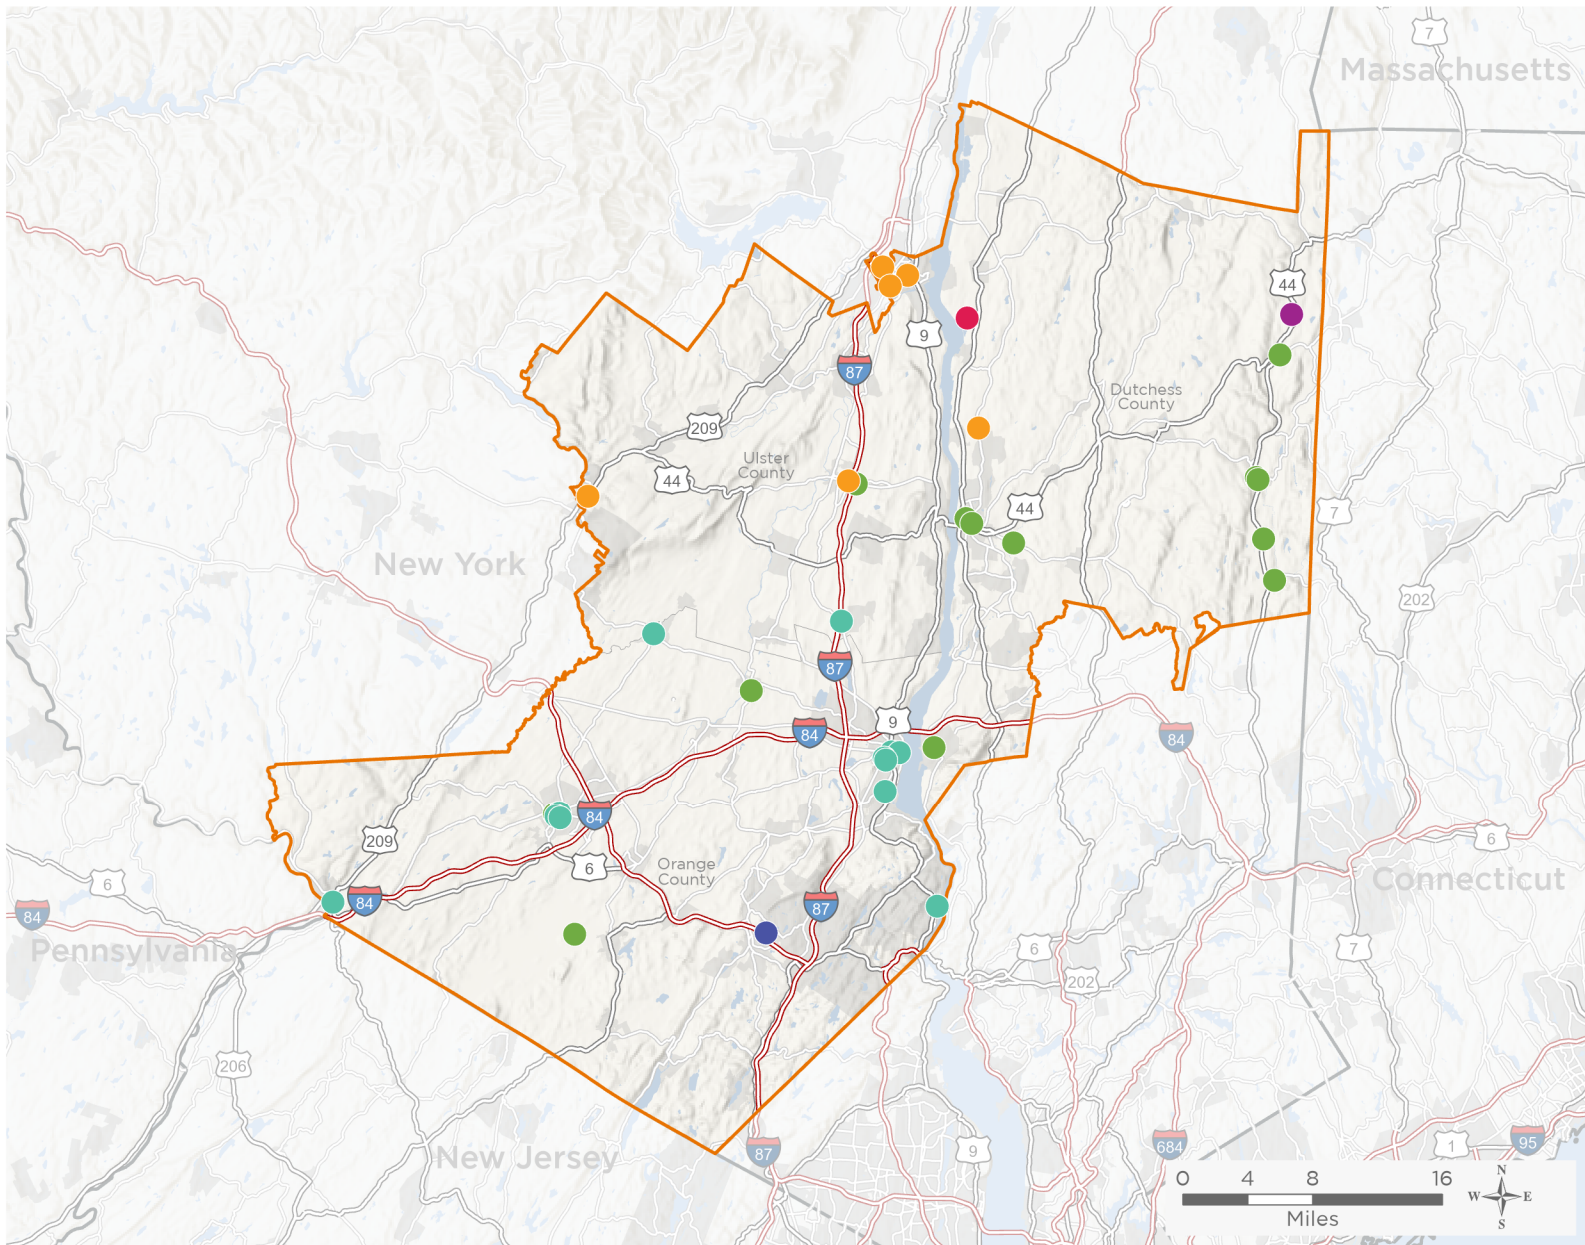 7
Massachusetts
44
9
87
Dutchess
County
209
Ulster
County
44
44
7
New York
202
87
9
84
84
84
209
6
Orange
County
6
6
84
87
Connecticut
84
Pennsylvania
6
7
202
206
New Jersey
87
9
684
1
95
0 4 8 16
Miles
N
W E
S